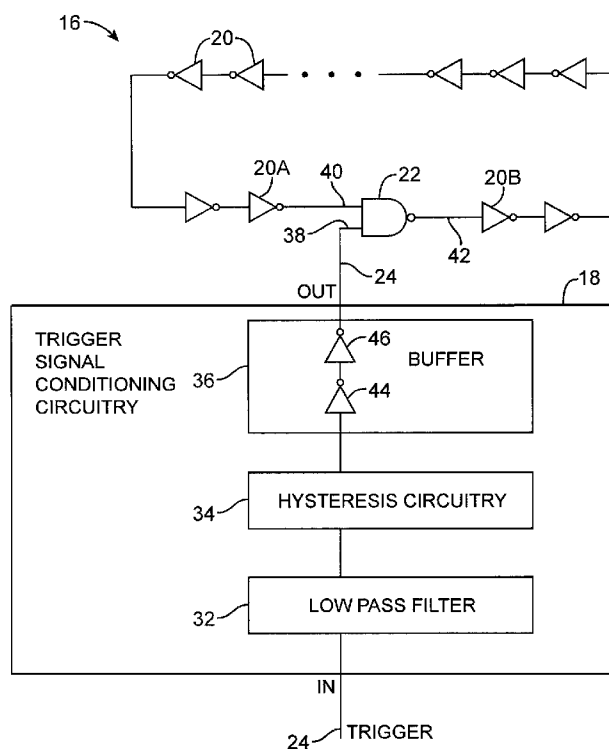 16
20
20A
40
22
20B
38
42
24
OUT
18
TRIGGER
SIGNAL
CONDITIONING
CIRCUITRY
36
46
BUFFER
44
34
HYSTERESIS CIRCUITRY
32
LOW PASS FILTER
IN
24
TRIGGER